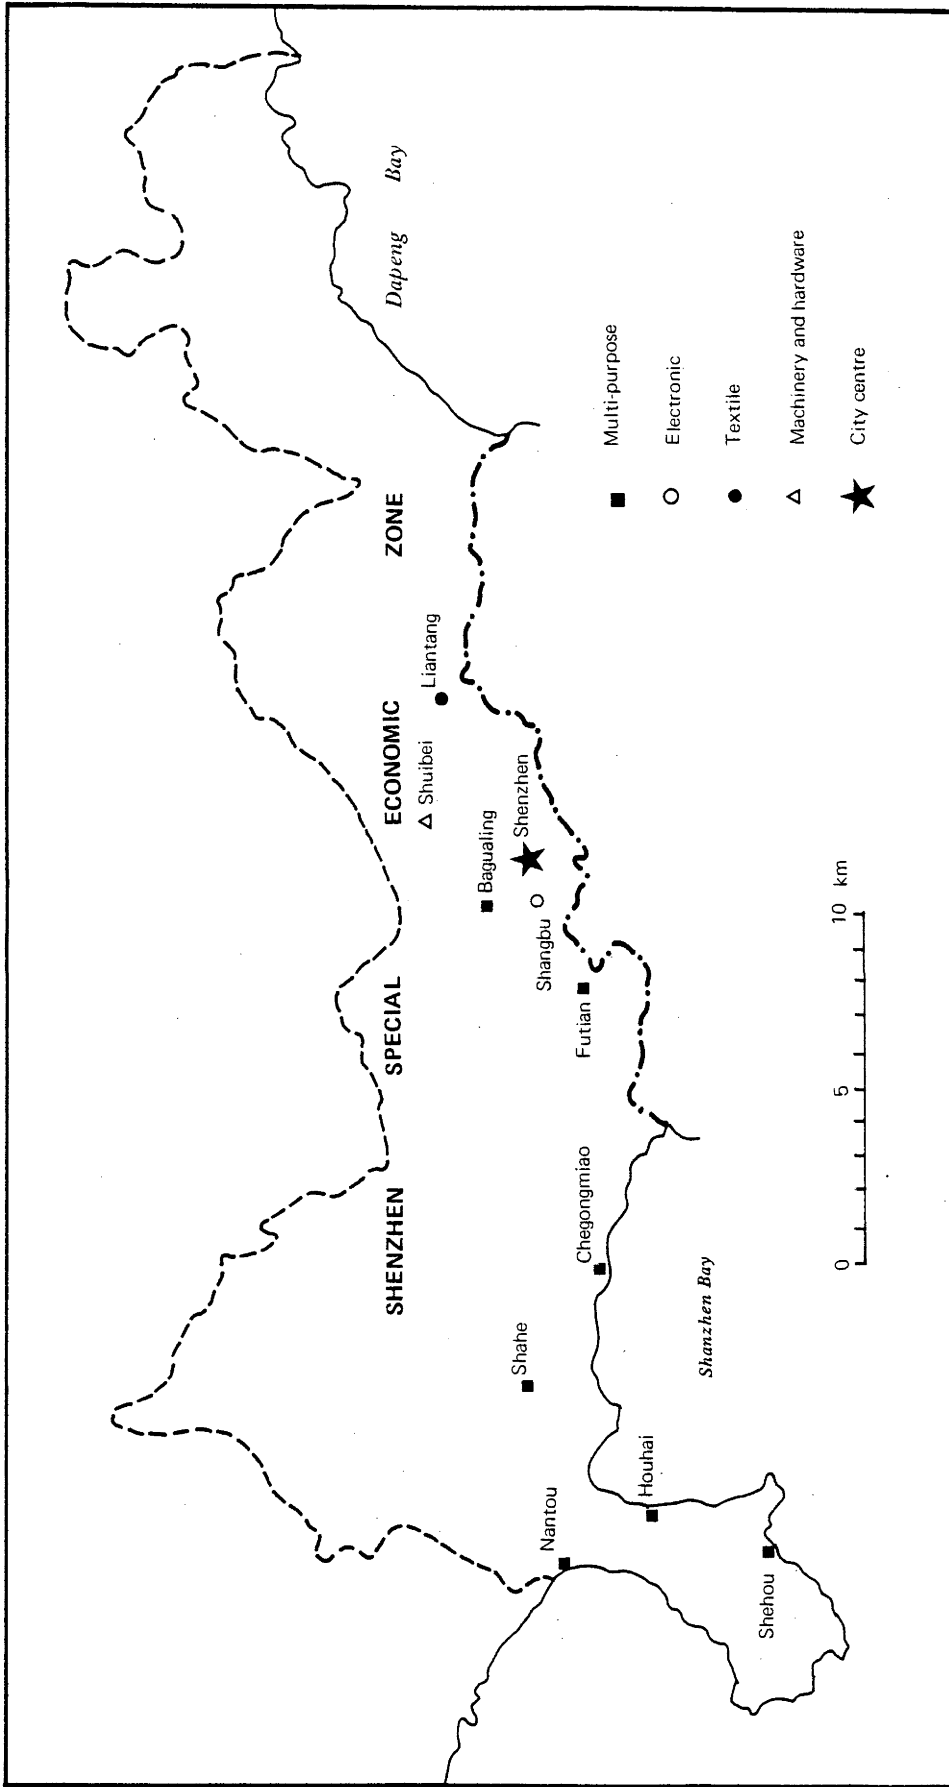 SHENZHEN SPECIAL ECONOMIC ZONE
Dapeng Bay
Liantang
Shuibei
Bagualing
Shenzhen
Shangbu
Futian
Chegongmiao
Shahe
Nantou
Houhai
Shehou
Shanzhen Bay
0 5 10 km
Multi-purpose
Electronic
Textile
Machinery and hardware
City centre